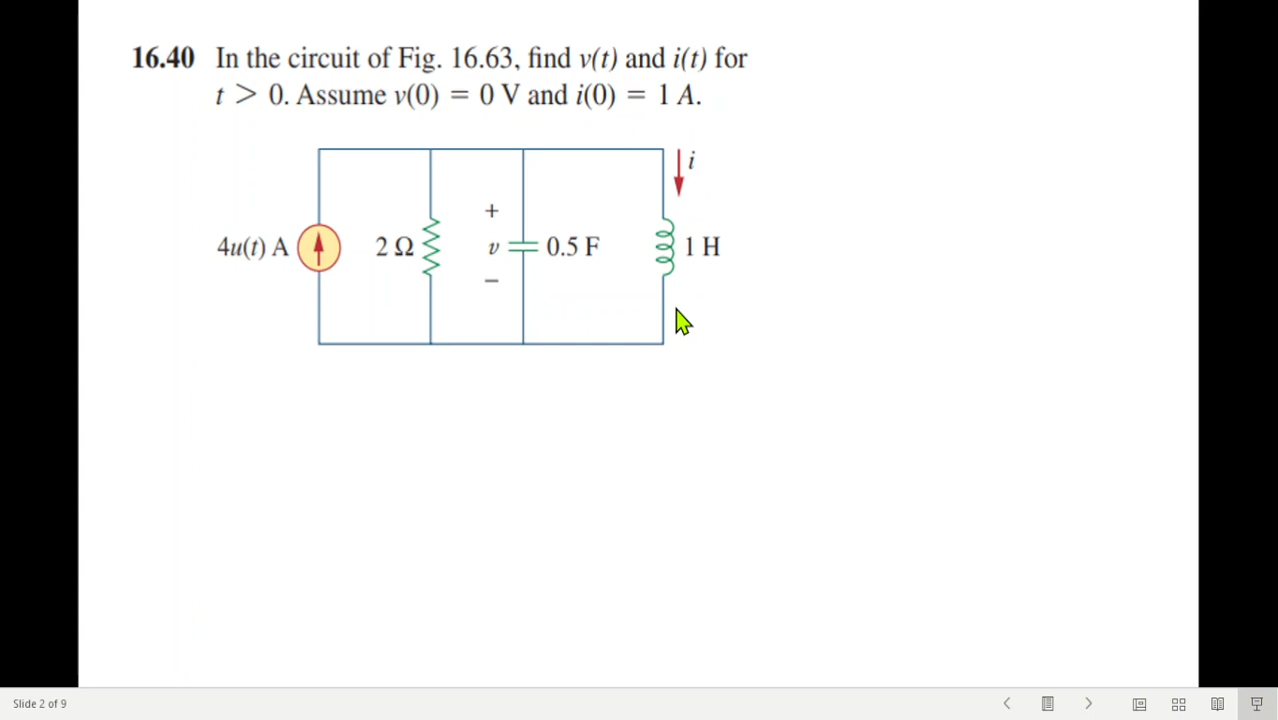 16.40 In the circuit of Fig. 16.63, find v(t) and i(t) for
t > 0. Assume v(0) = 0 V and i(0) = 1 A.
i
+
4u(t) A
2 Ω
v
0.5 F
1 H
−
Slide 2 of 9